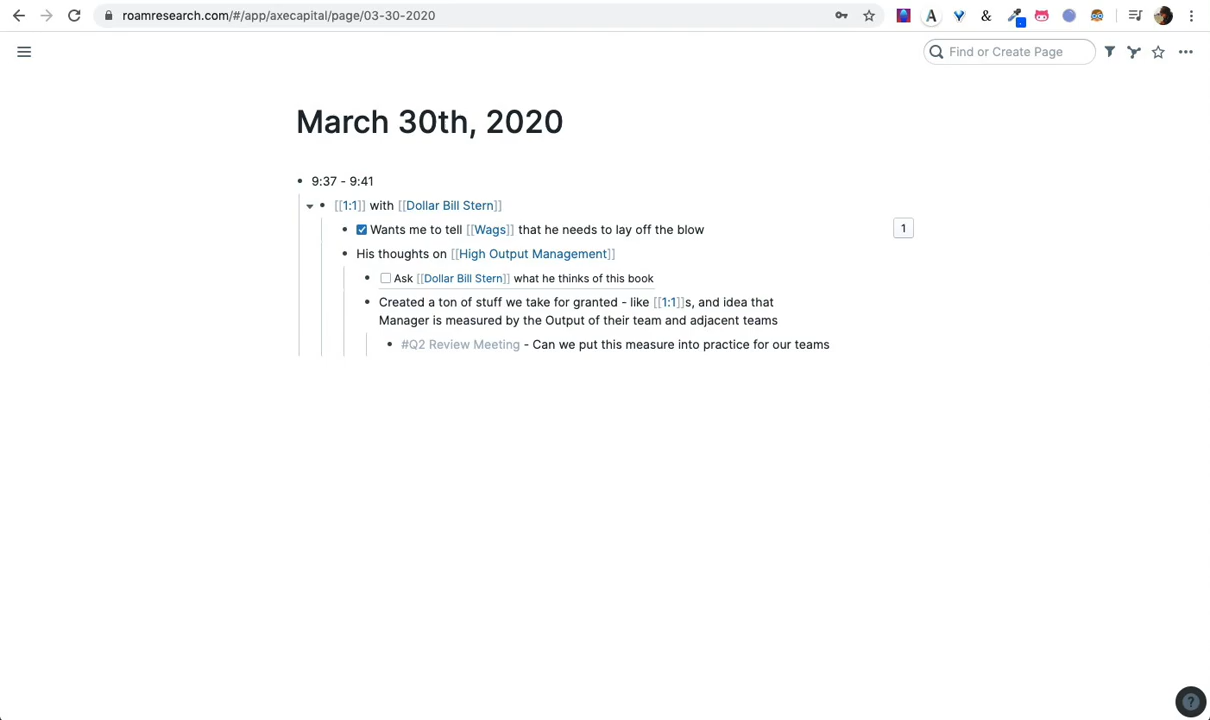 roamresearch.com/#/app/axecapital/page/03-30-2020
Find or Create Page
March 30th, 2020
9:37 - 9:41
[[1:1]] with [[Dollar Bill Stern]]
Wants me to tell [[Wags]] that he needs to lay off the blow
1
His thoughts on [[High Output Management]]
Ask [[Dollar Bill Stern]] what he thinks of this book
Created a ton of stuff we take for granted - like [[1:1]]s, and idea that
Manager is measured by the Output of their team and adjacent teams
#Q2 Review Meeting - Can we put this measure into practice for our teams